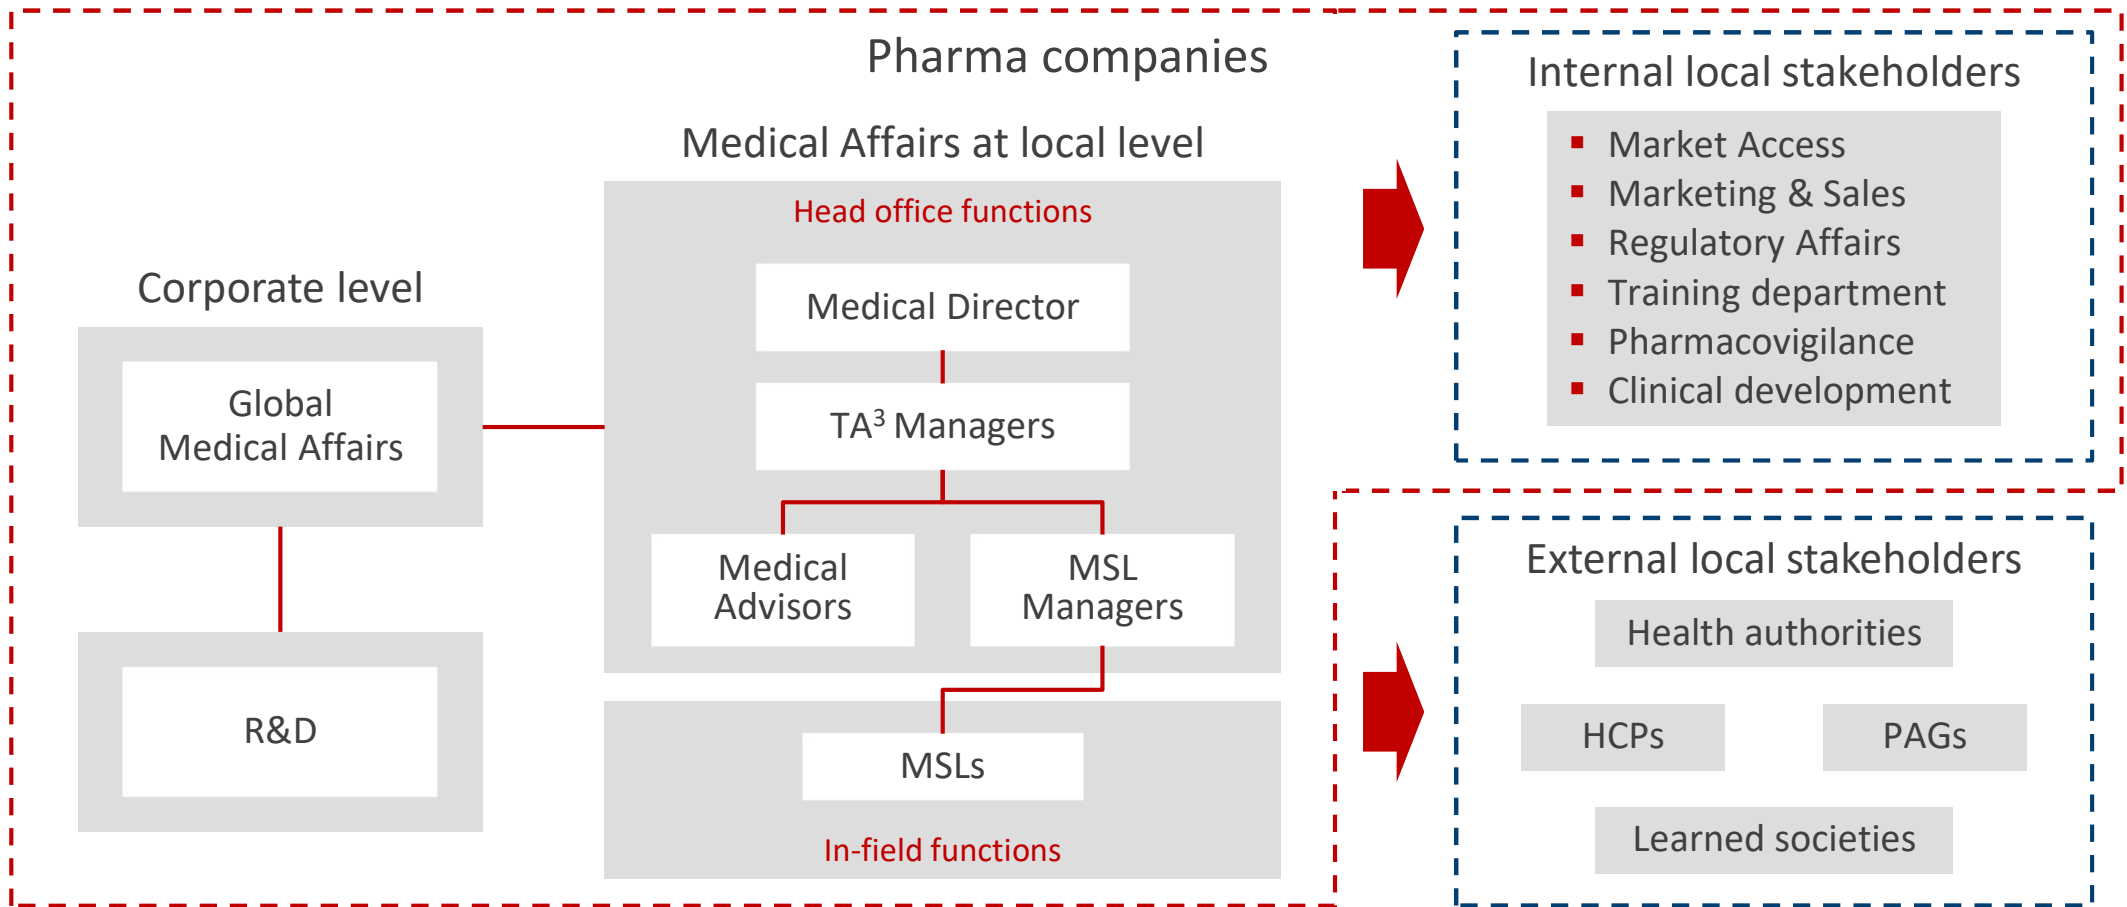 Pharma companies
Corporate level
Global
Medical Affairs
R&D
Medical Affairs at local level
Head office functions
Medical Director
TA³ Managers
Medical
Advisors
MSL
Managers
MSLs
In-field functions
Internal local stakeholders
▪ Market Access
▪ Marketing & Sales
▪ Regulatory Affairs
▪ Training department
▪ Pharmacovigilance
▪ Clinical development
External local stakeholders
Health authorities
HCPs
PAGs
Learned societies